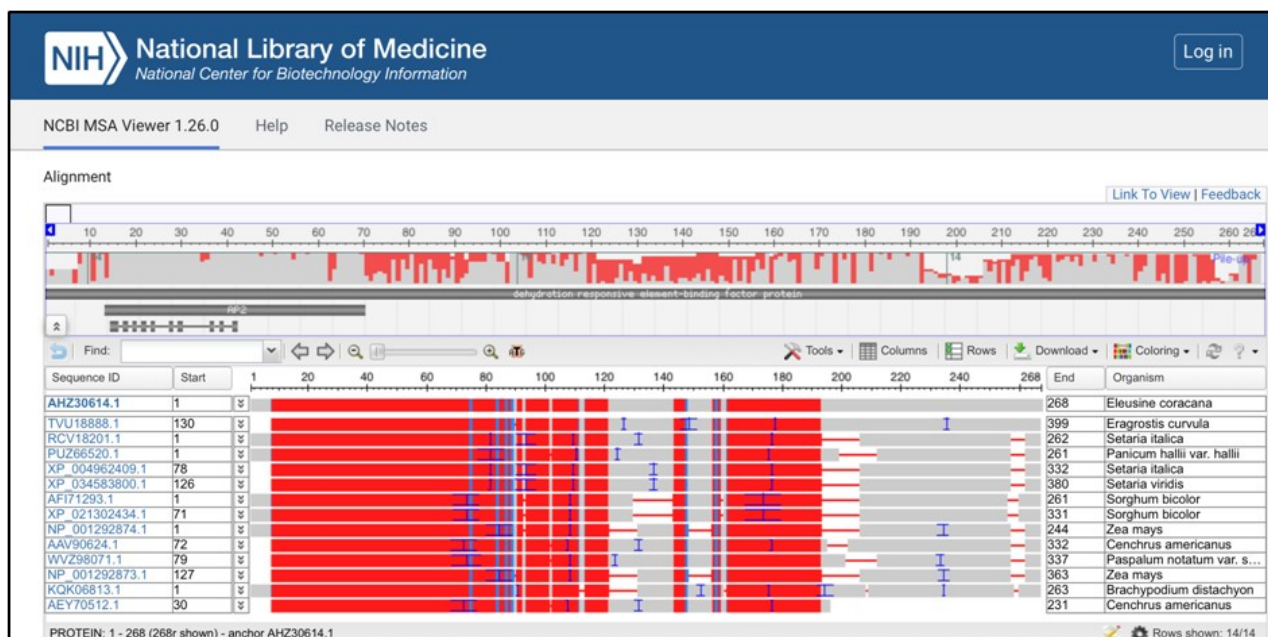 NIH National Library of Medicine
National Center for Biotechnology Information
Log in
NCBI MSA Viewer 1.26.0 Help Release Notes
Alignment
Link To View | Feedback
10 20 30 40 50 60 70 80 90 100 110 120 130 140 150 160 170 180 190 200 210 220 230 240 250 260
14
Pile-up
dehydration responsive element-binding factor protein
AP2
Find: Tools Columns Rows Download Coloring ?
Sequence ID Start 1 20 40 60 80 100 120 140 160 180 200 220 240 268 End Organism
AHZ30614.1 1 268 Eleusine coracana
TVU18888.1 130 399 Eragrostis curvula
RCV18201.1 1 262 Setaria italica
PUZ66520.1 1 261 Panicum hallii var. hallii
XP_004962409.1 78 332 Setaria italica
XP_034583800.1 126 380 Setaria viridis
AFI71293.1 1 261 Sorghum bicolor
XP_021302434.1 71 331 Sorghum bicolor
NP_001292874.1 1 244 Zea mays
AAV90624.1 72 332 Cenchrus americanus
WVZ98071.1 79 337 Paspalum notatum var. s...
NP_001292873.1 127 363 Zea mays
KQK06813.1 1 263 Brachypodium distachyon
AEY70512.1 30 231 Cenchrus americanus
PROTEIN: 1 - 268 (268r shown) - anchor AHZ30614.1 Rows shown: 14/14